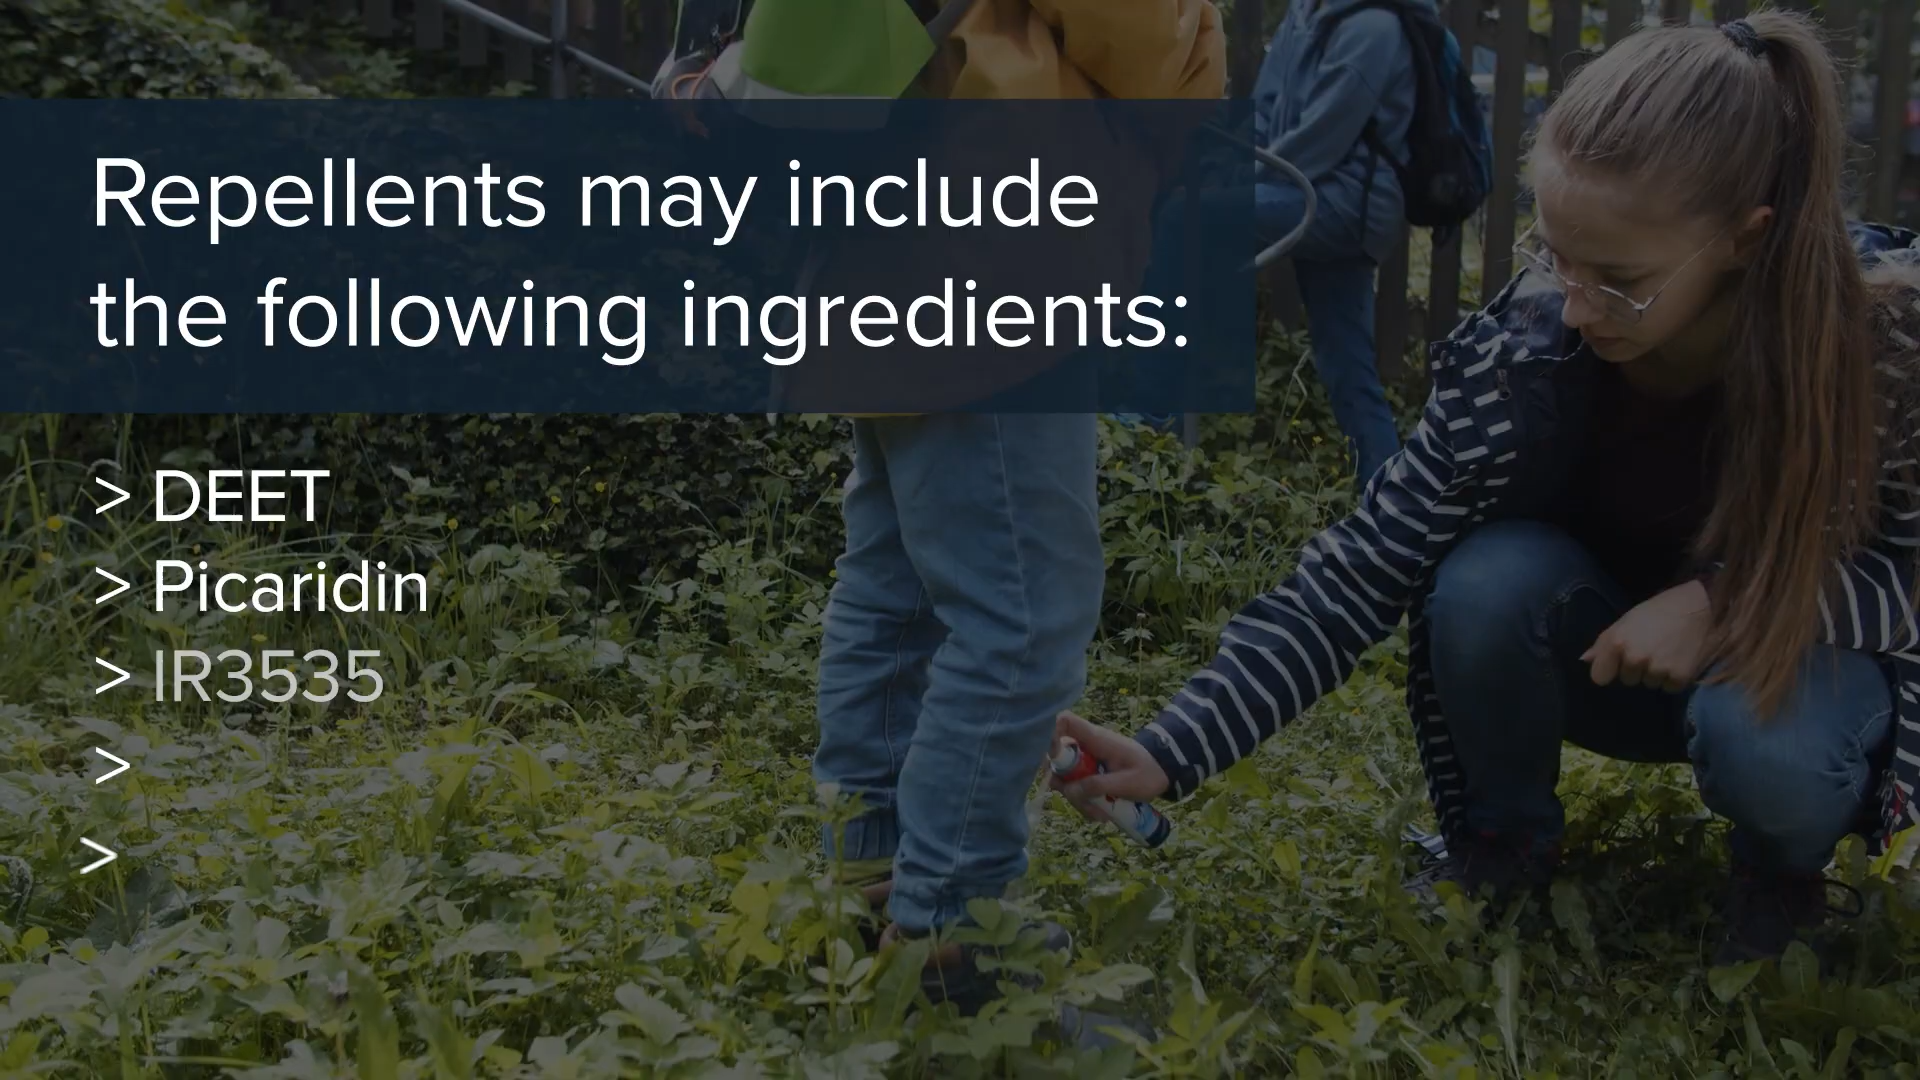 Repellents may include
the following ingredients:
> DEET
> Picaridin
> IR3535
>
>